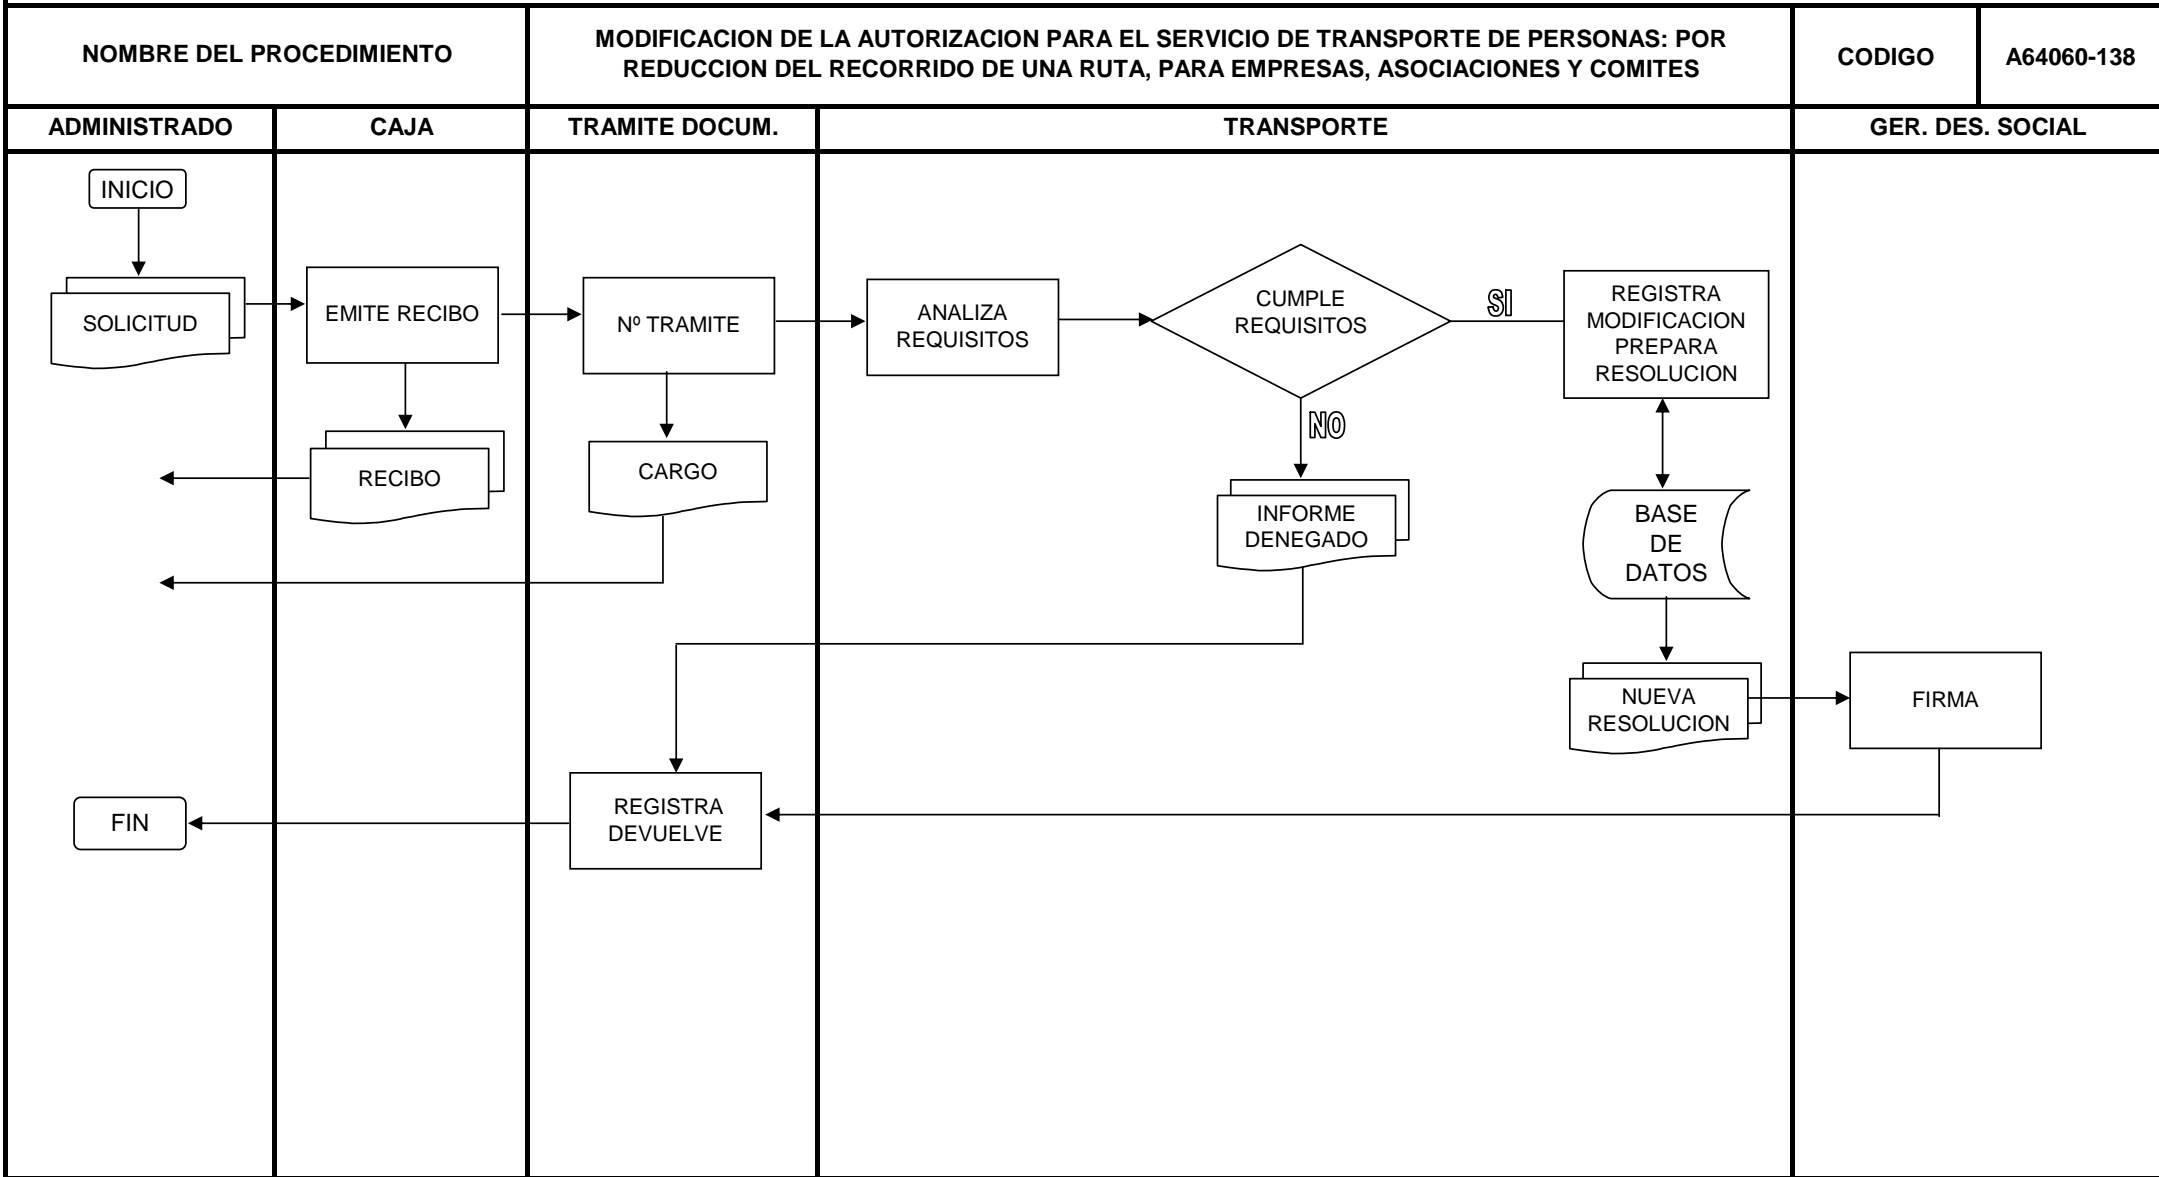 NOMBRE DEL PROCEDIMIENTO
MODIFICACION DE LA AUTORIZACION PARA EL SERVICIO DE TRANSPORTE DE PERSONAS: POR
REDUCCION DEL RECORRIDO DE UNA RUTA, PARA EMPRESAS, ASOCIACIONES Y COMITES
CODIGO
A64060-138
ADMINISTRADO
CAJA
TRAMITE DOCUM.
TRANSPORTE
GER. DES. SOCIAL
INICIO
SOLICITUD
EMITE RECIBO
Nº TRAMITE
ANALIZA
REQUISITOS
CUMPLE
REQUISITOS
SI
REGISTRA
MODIFICACION
PREPARA
RESOLUCION
NO
RECIBO
CARGO
INFORME
DENEGADO
BASE
DE
DATOS
NUEVA
RESOLUCION
FIRMA
REGISTRA
DEVUELVE
FIN